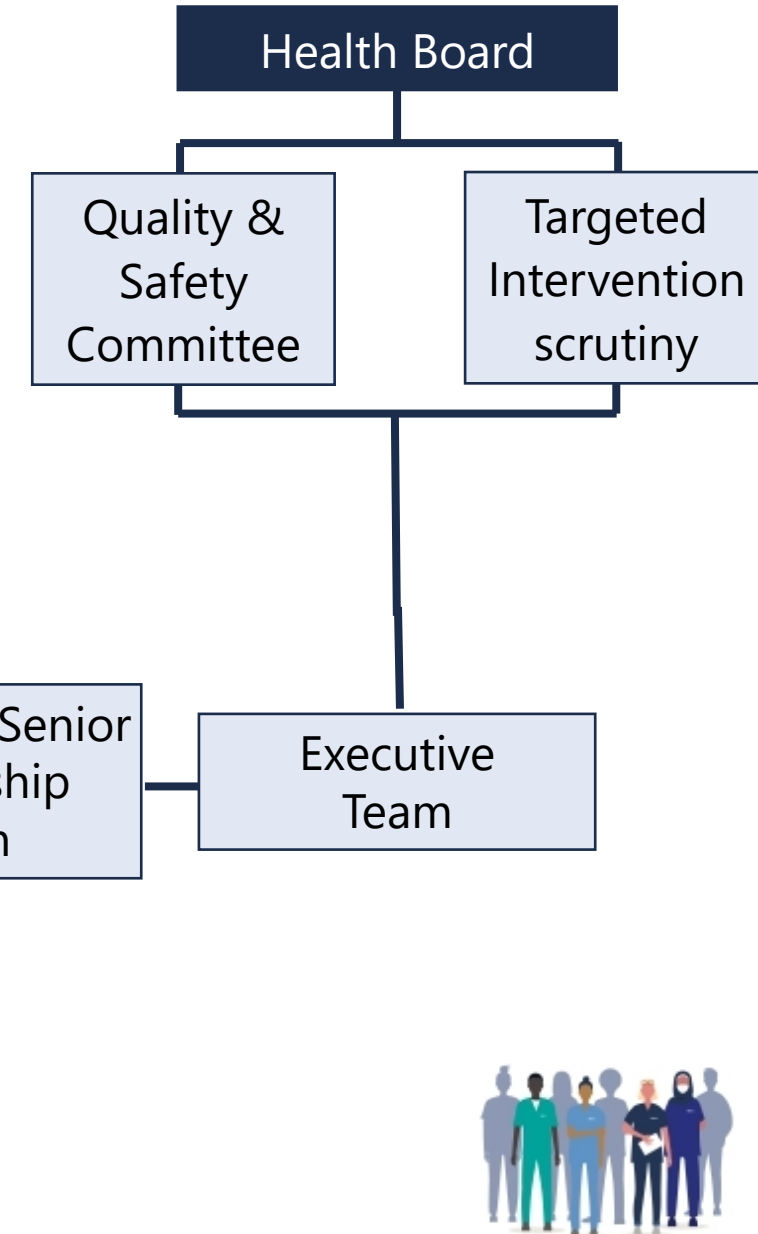 Health Board
Quality &
Safety
Committee
Targeted
Intervention
scrutiny
Senior
Executive
Team